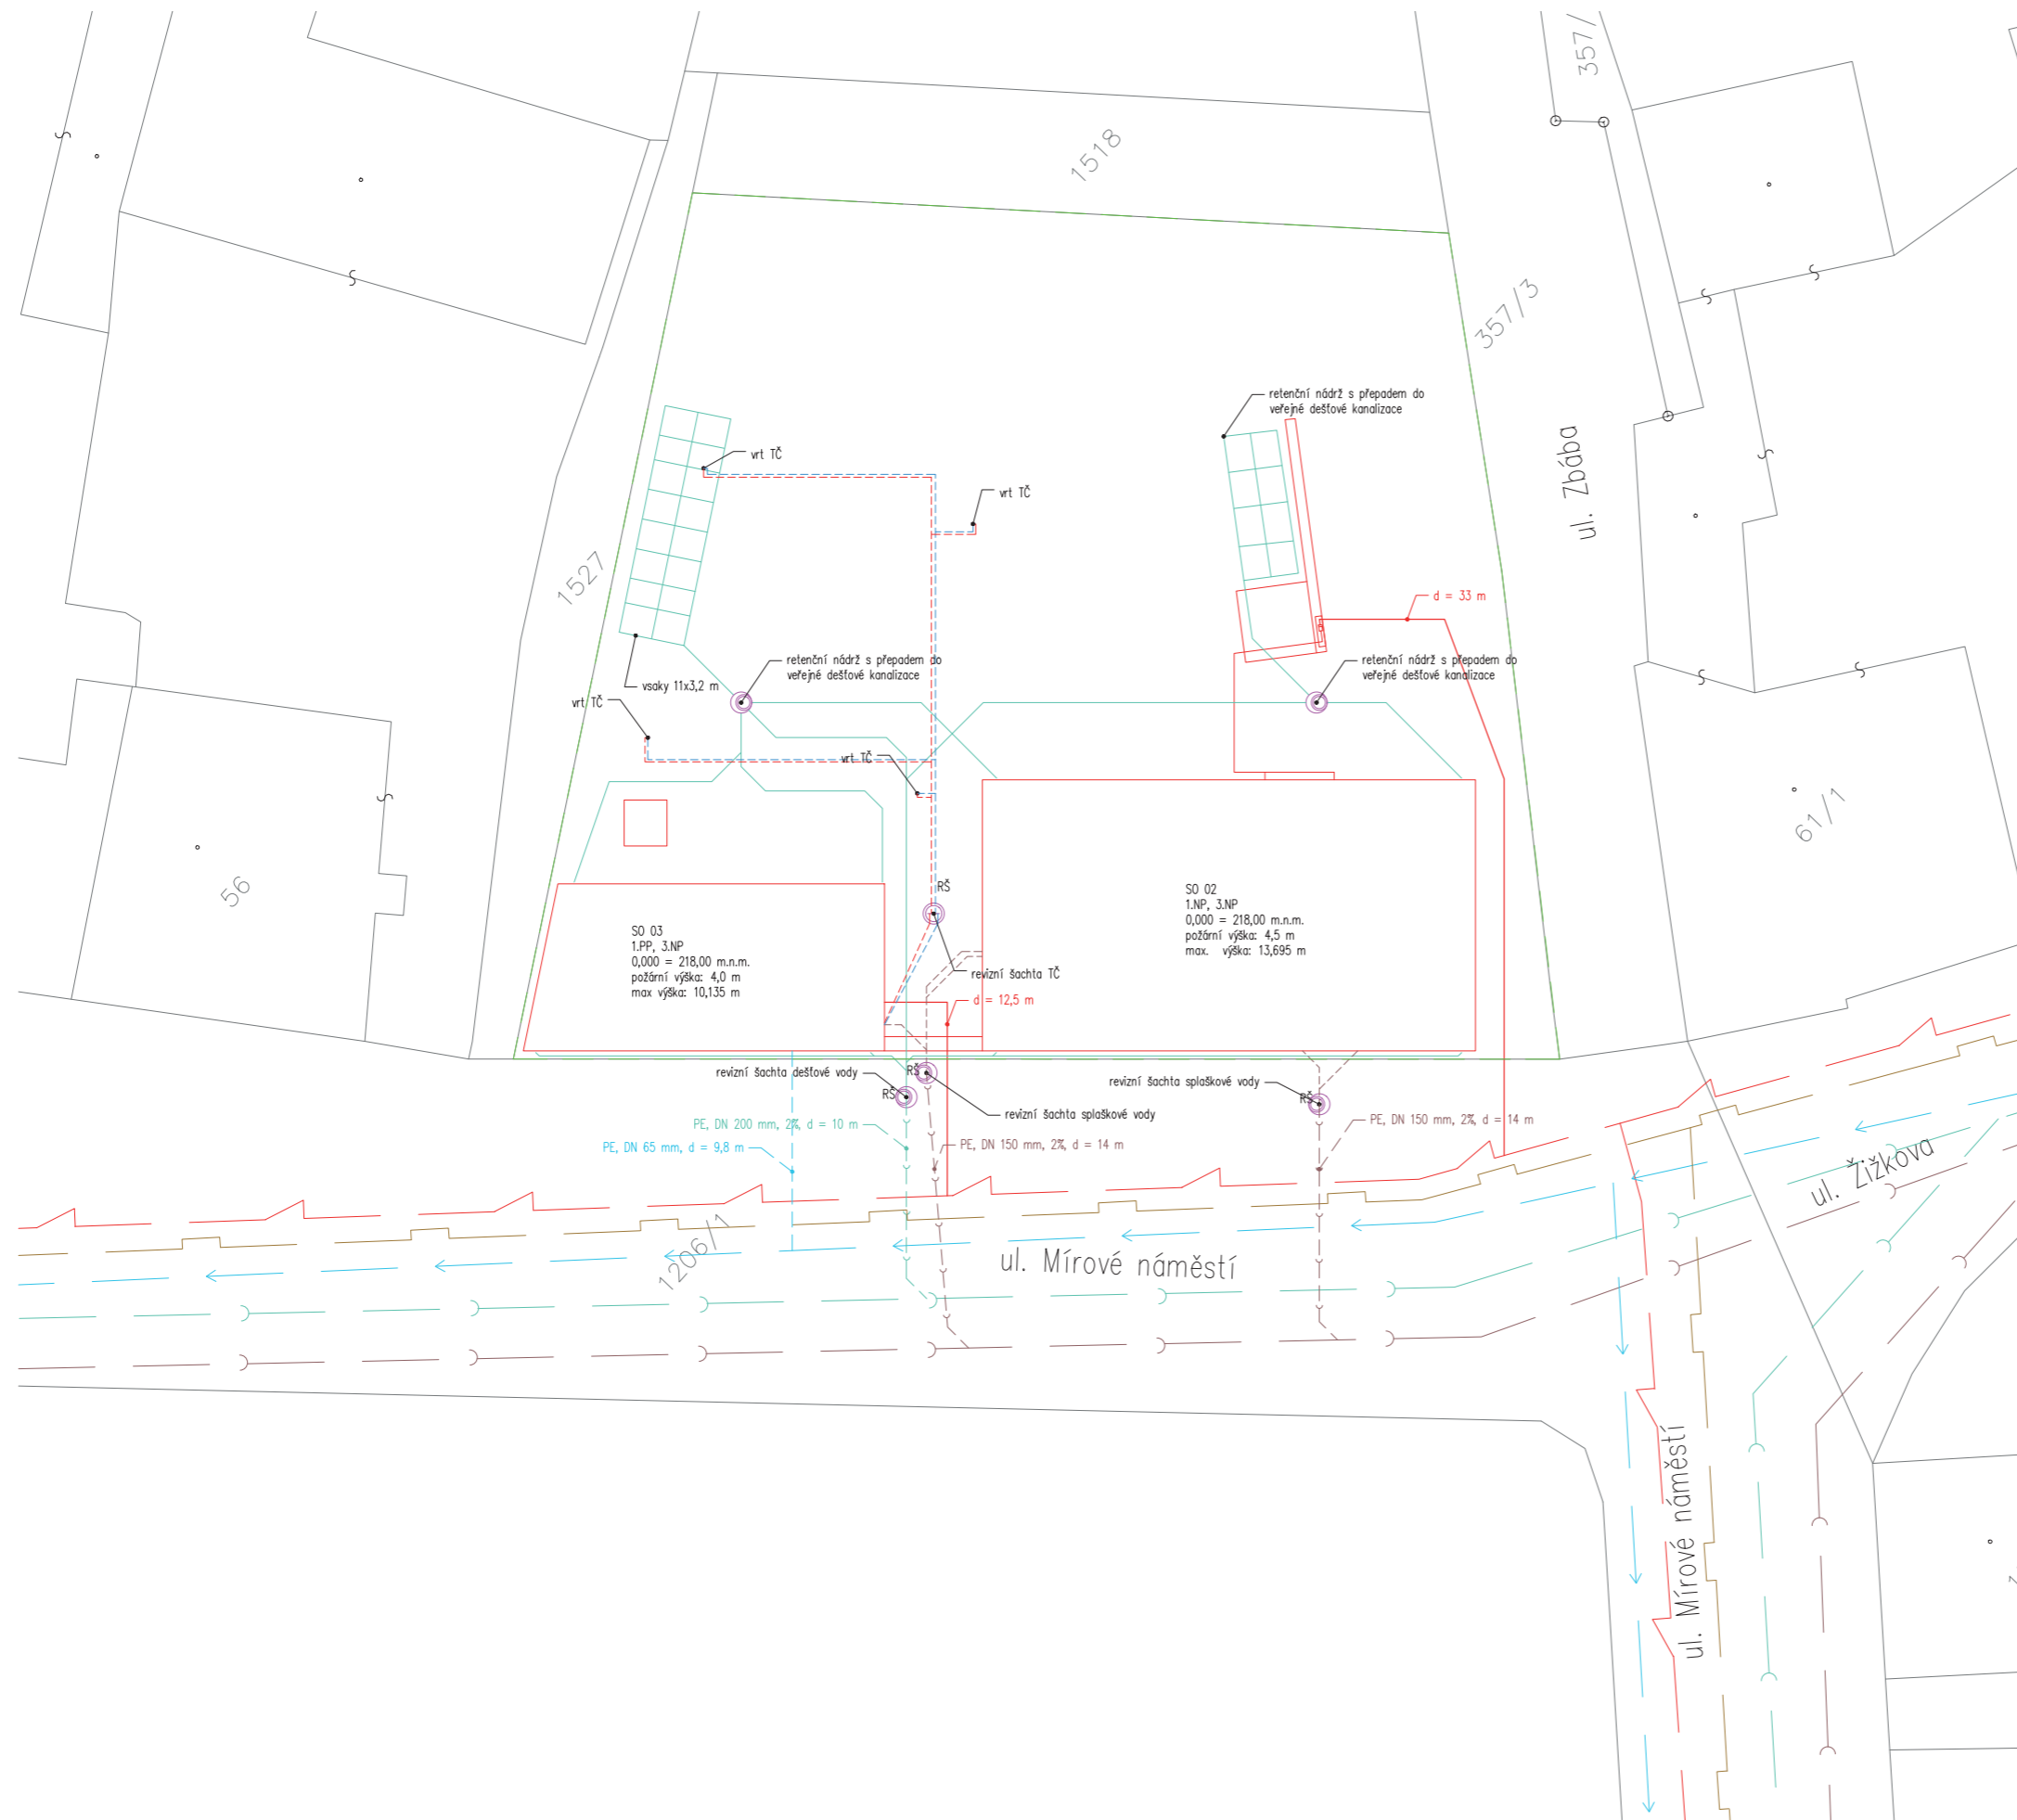 357/
1518
357/3
retenční nádrž s přepadem do
veřejné dešťové kanalizace
ul. Zbába
vrt TČ
vrt TČ
1527
d = 33 m
retenční nádrž s přepadem do
veřejné dešťové kanalizace
retenční nádrž s přepadem do
veřejné dešťové kanalizace
vsaky 11x3,2 m
vrt TČ
vrt TČ
61/1
56
RŠ
SO 02
1.NP, 3.NP
0,000 = 218,00 m.n.m.
požární výška: 4,5 m
max. výška: 13,695 m
SO 03
1.PP, 3.NP
0,000 = 218,00 m.n.m.
požární výška: 4,0 m
max výška: 10,135 m
revizní šachta TČ
d = 12,5 m
revizní šachta dešťové vody
RŠ
revizní šachta splaškové vody
RŠ
RŠ
revizní šachta splaškové vody
PE, DN 200 mm, 2%, d = 10 m
PE, DN 150 mm, 2%, d = 14 m
PE, DN 65 mm, d = 9,8 m
PE, DN 150 mm, 2%, d = 14 m
ul. Žižkova
1206/1
ul. Mírové náměstí
ul. Mírové náměstí